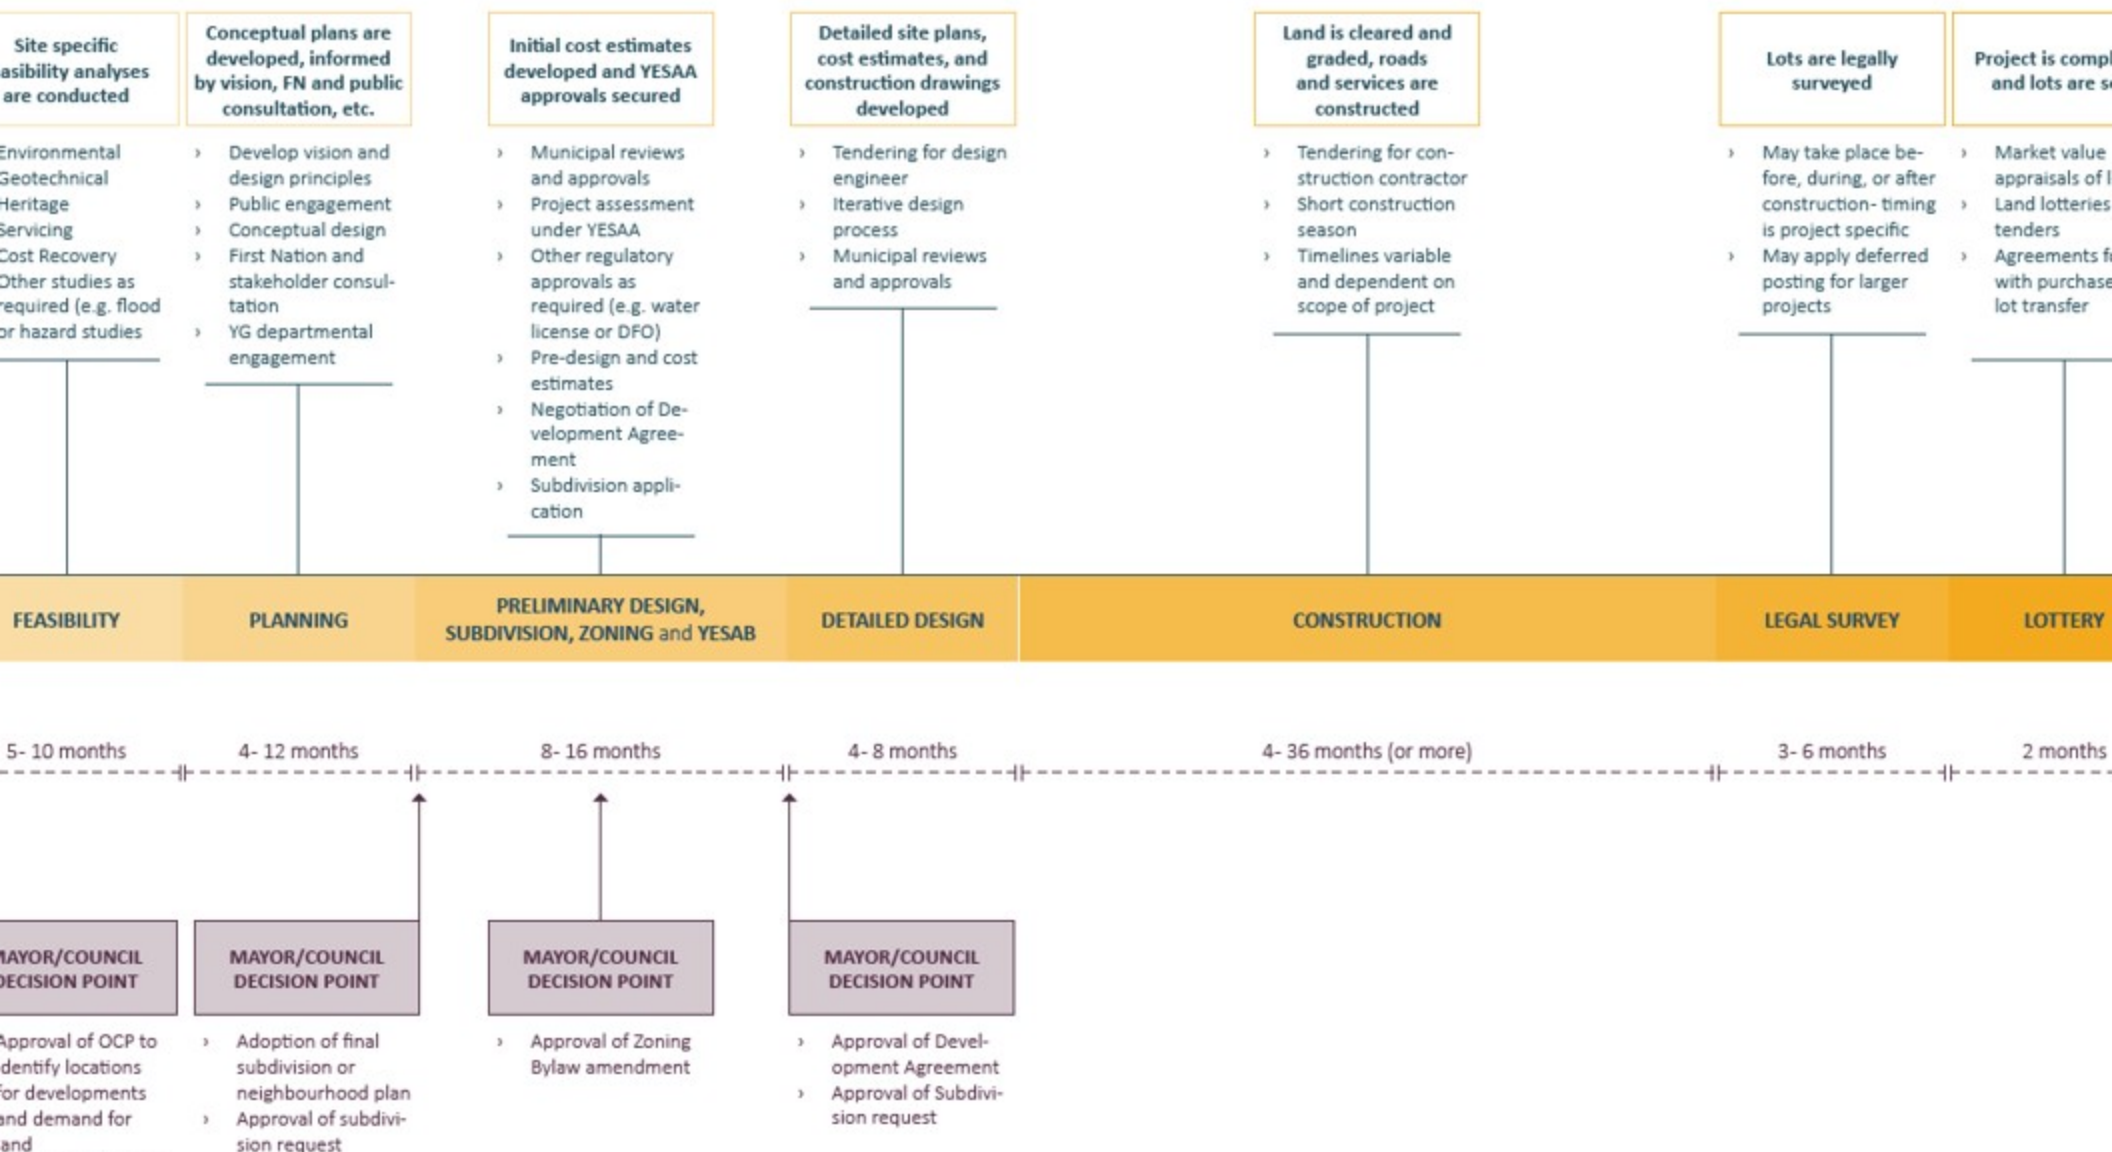 Site specific
asibility analyses
are conducted
Conceptual plans are
developed, informed
by vision, FN and public
consultation, etc.
Initial cost estimates
developed and YESAA
approvals secured
Detailed site plans,
cost estimates, and
construction drawings
developed
Land is cleared and
graded, roads
and services are
constructed
Lots are legally
surveyed
Project is compl
and lots are s
Environmental
Geotechnical
Heritage
Servicing
Cost Recovery
Other studies as
required (e.g. flood
or hazard studies
› Develop vision and
design principles
› Public engagement
› Conceptual design
› First Nation and
stakeholder consul-
tation
› YG departmental
engagement
› Municipal reviews
and approvals
› Project assessment
under YESAA
› Other regulatory
approvals as
required (e.g. water
license or DFO)
› Pre-design and cost
estimates
› Negotiation of De-
velopment Agree-
ment
› Subdivision appli-
cation
› Tendering for design
engineer
› Iterative design
process
› Municipal reviews
and approvals
› Tendering for con-
struction contractor
› Short construction
season
› Timelines variable
and dependent on
scope of project
› May take place be-
fore, during, or after
construction- timing
is project specific
› May apply deferred
posting for larger
projects
› Market value
appraisals of l
› Land lotteries
tenders
› Agreements fo
with purchase
lot transfer
FEASIBILITY
PLANNING
PRELIMINARY DESIGN,
SUBDIVISION, ZONING and YESAB
DETAILED DESIGN
CONSTRUCTION
LEGAL SURVEY
LOTTERY
5- 10 months
4- 12 months
8- 16 months
4- 8 months
4- 36 months (or more)
3- 6 months
2 months
MAYOR/COUNCIL
DECISION POINT
MAYOR/COUNCIL
DECISION POINT
MAYOR/COUNCIL
DECISION POINT
MAYOR/COUNCIL
DECISION POINT
Approval of OCP to
identify locations
for developments
and demand for
and
› Adoption of final
subdivision or
neighbourhood plan
› Approval of subdivi-
sion request
› Approval of Zoning
Bylaw amendment
› Approval of Devel-
opment Agreement
› Approval of Subdivi-
sion request